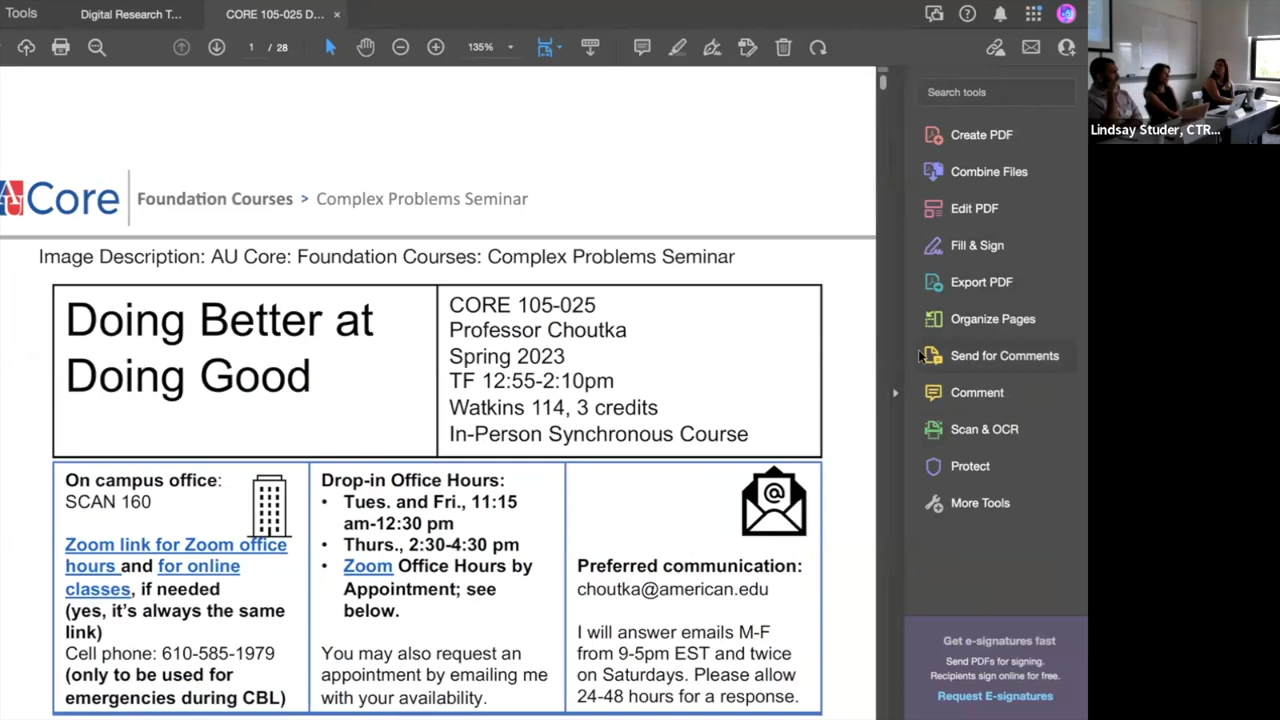 Tools
Digital Research T...
CORE 105-025 D...
1 / 28
135%
Lindsay Studer, CTR...
Search tools
Create PDF
Combine Files
Edit PDF
Fill & Sign
Export PDF
Organize Pages
Send for Comments
Comment
Scan & OCR
Protect
More Tools
Get e-signatures fast
Send PDFs for signing.
Recipients sign online for free.
Request E-signatures
AU Core
Foundation Courses > Complex Problems Seminar
Image Description: AU Core: Foundation Courses: Complex Problems Seminar
Doing Better at
Doing Good
CORE 105-025
Professor Choutka
Spring 2023
TF 12:55-2:10pm
Watkins 114, 3 credits
In-Person Synchronous Course
On campus office:
SCAN 160
Zoom link for Zoom office
hours and for online
classes, if needed
(yes, it's always the same
link)
Cell phone: 610-585-1979
(only to be used for
emergencies during CBL)
Drop-in Office Hours:
• Tues. and Fri., 11:15
am-12:30 pm
• Thurs., 2:30-4:30 pm
• Zoom Office Hours by
Appointment; see
below.
You may also request an
appointment by emailing me
with your availability.
@
Preferred communication:
choutka@american.edu
I will answer emails M-F
from 9-5pm EST and twice
on Saturdays. Please allow
24-48 hours for a response.